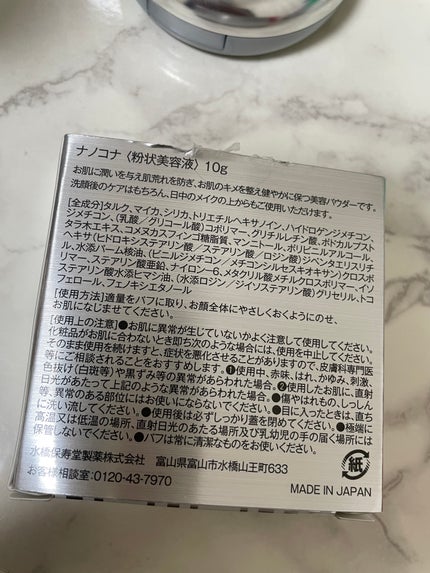 ナノコナ〈粉状美容液〉10g
お肌に潤いを与え肌荒れを防ぎ、お肌のキメを整え健やかに保つ美容パウダーです。
洗顔後のケアはもちろん、日中のメイクの上からもご使用いただけます。
[全成分]タルク、マイカ、シリカ、トリエチルヘキサノイン、ハイドロゲンジメチコン、
ジメチコン、(乳酸/グリコール酸)コポリマー、グリチルレチン酸、ポドカルプスト
タラ木エキス、コメヌカスフィンゴ糖脂質、マンニトール、ポリビニルアルコール、
ヘキサ(ヒドロキシステアリン酸/ステアリン酸/ロジン酸)ジペンタエリスリチ
ル、水添パーム核油、(ビニルジメチコン/メチコンシルセスキオキサン)クロスポ
リマー、ステアリン酸亜鉛、ナイロン-6、メタクリル酸メチルクロスポリマー、イソ
ステアリン酸水添ヒマシ油、(水添ロジン/ジイソステアリン酸)グリセリル、トコ
フェロール、フェノキシエタノール
[使用方法]適量をパフに取り、お顔全体にやさしくおくようにのせ、
お肌になじませてください。
[使用上の注意]●お肌に異常が生じていないかよく注意して使用してください。
化粧品がお肌に合わないとき即ち次のような場合には、使用を中止してください。
そのまま使用を続けますと、症状を悪化させることがありますので、皮膚科専門医
等にご相談されることをおすすめします。❶使用中、赤味、はれ、かゆみ、刺激、
色抜け(白斑等)や黒ずみ等の異常があらわれた場合。❷使用したお肌に、直射
日光があたって上記のような異常があらわれた場合。●傷やはれもの、しっしん
等、異常のある部位にはお使いにならないでください。●目に入ったときは、直ち
に洗い流してください。●使用後は必ずしっかり蓋を閉めてください。●極端に
高温又は低温の場所、直射日光のあたる場所及び乳幼児の手の届く場所には
保管しないでください。●パフは常に清潔なものをお使いください。
水橋保寿堂製薬株式会社 富山県富山市水橋山王町633
お客様相談室:0120-43-7970
紙
MADE IN JAPAN